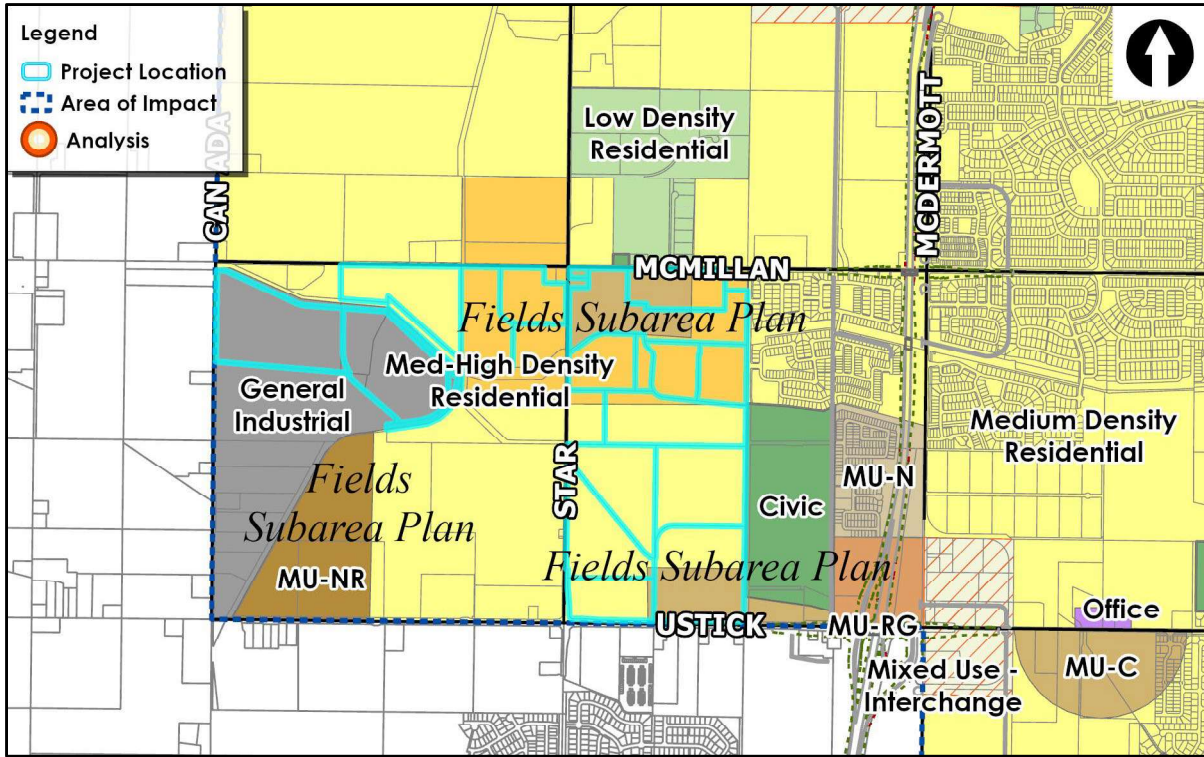 Legend
Project Location
Area of Impact
Analysis
CAN ADA
MCDERMOTT
Low Density
Residential
MCMILLAN
Fields Subarea Plan
Med-High Density
Residential
General
Industrial
Medium Density
Residential
STAR
MU-N
Fields
Subarea Plan
Civic
Fields Subarea Plan
MU-NR
Office
USTICK
MU-RG
Mixed Use -
Interchange
MU-C